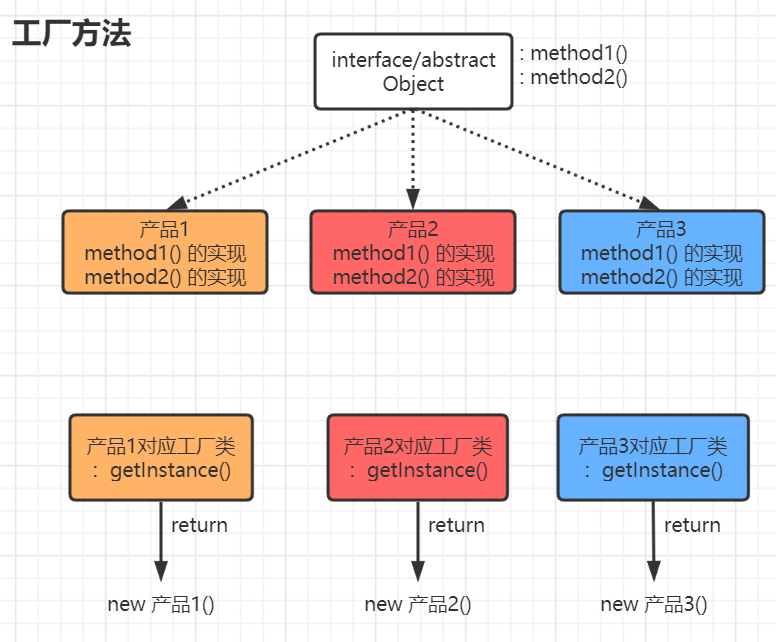 工厂方法
interface/abstract
Object
: method1()
: method2()
产品1
method1() 的实现
method2() 的实现
产品2
method1() 的实现
method2() 的实现
产品3
method1() 的实现
method2() 的实现
产品1对应工厂类
: getInstance()
产品2对应工厂类
: getInstance()
产品3对应工厂类
: getInstance()
return
return
return
new 产品1()
new 产品2()
new 产品3()